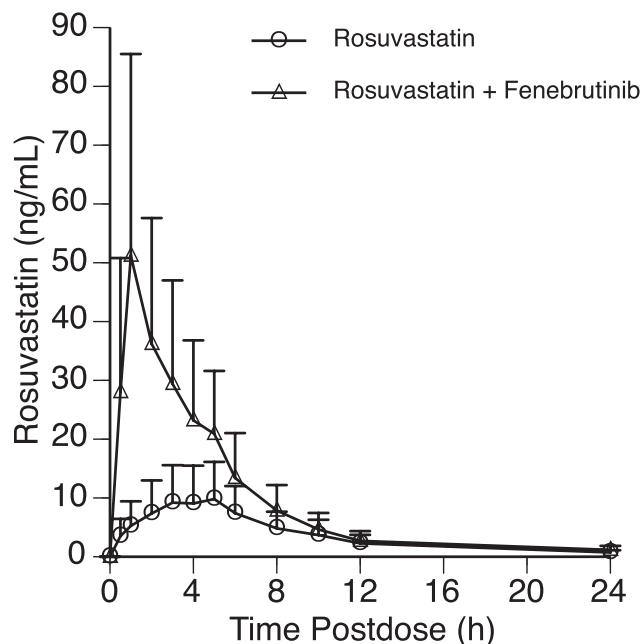 Rosuvastatin
Rosuvastatin + Fenebrutinib
Rosuvastatin (ng/mL)
90
80
70
60
50
40
30
20
10
0
0 4 8 12 16 20 24
Time Postdose (h)